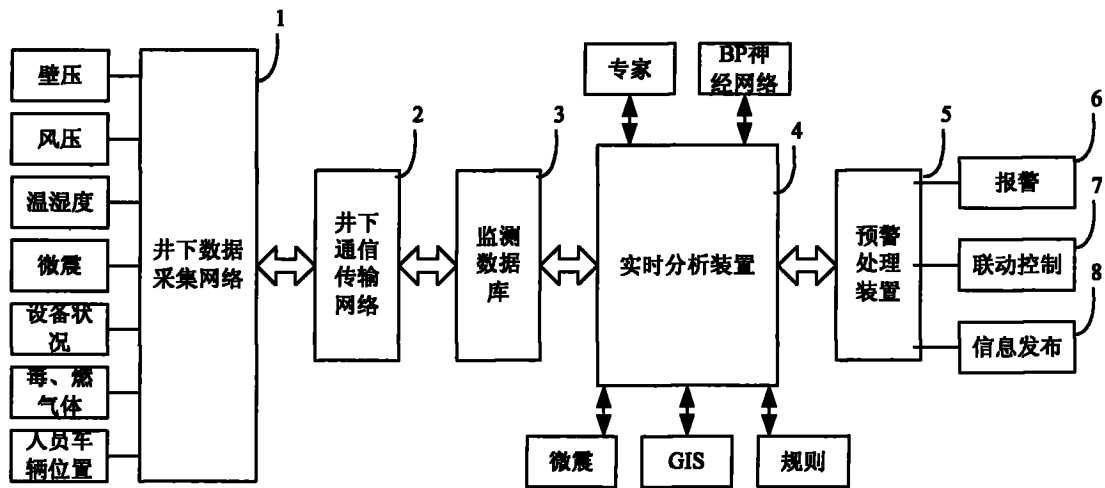 1
壁压
风压
温湿度
微震
设备状
况
毒、燃
气体
人员车
辆位置
井下数据
采集网络
2
井下
通信
传输
网络
3
监测
数据
库
专家
BP神
经网络
4
实时分析装置
微震
GIS
规则
5
预警
处理
装置
6
报警
7
联动控制
8
信息发布